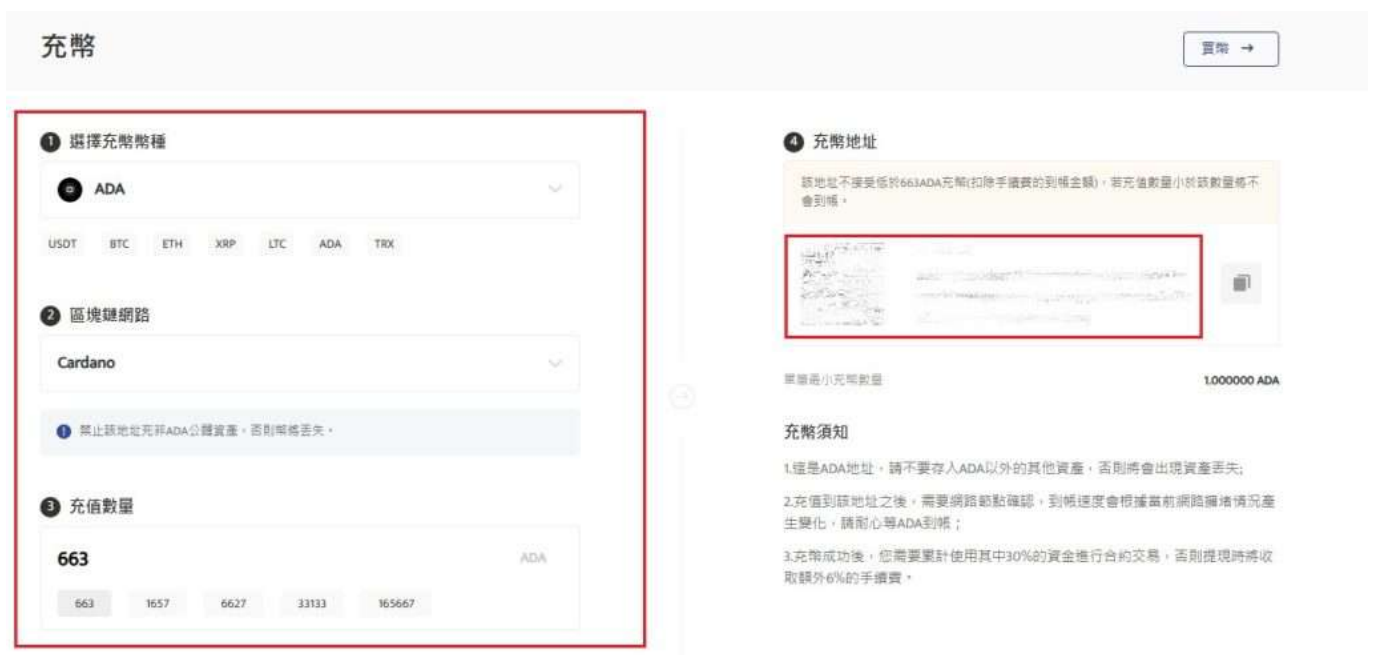 充幣
買幣 →
1 選擇充幣幣種
ADA
USDT BTC ETH XRP LTC ADA TRX
2 區塊鏈網路
Cardano
禁止該地址充非ADA公鏈資產,否則幣將丟失。
3 充值數量
663 ADA
663 1657 6627 33133 165667
4 充幣地址
該地址不接受低於663ADA充幣(扣除手續費的到帳金額),若充值數量小於該數量將不
會到帳。
單筆最小充幣數量 1.000000 ADA
充幣須知
1.這是ADA地址,請不要存入ADA以外的其他資產,否則將會出現資產丟失;
2.充值到該地址之後,需要網路節點確認,到帳速度會根據當前網路擁堵情況產
生變化,請耐心等ADA到帳;
3.充幣成功後,您需要累計使用其中30%的資金進行合約交易,否則提現時將收
取額外6%的手續費。